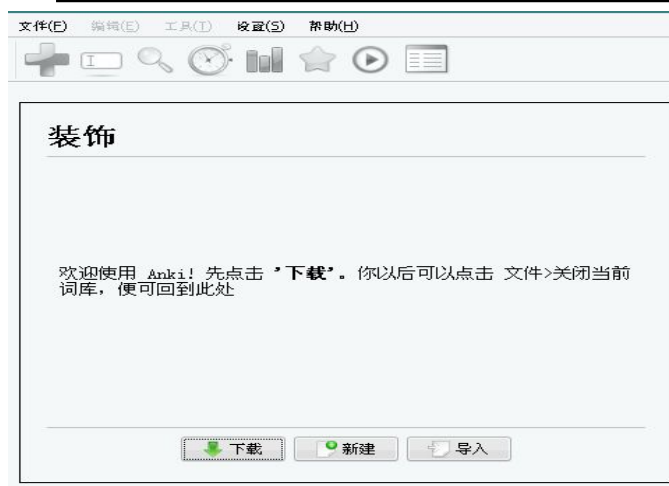 文件(F) 编辑(E) 工具(T) 设置(S) 帮助(H)
装饰
欢迎使用 Anki! 先点击 '下载'。你以后可以点击 文件>关闭当前
词库，便可回到此处
下载 新建 导入